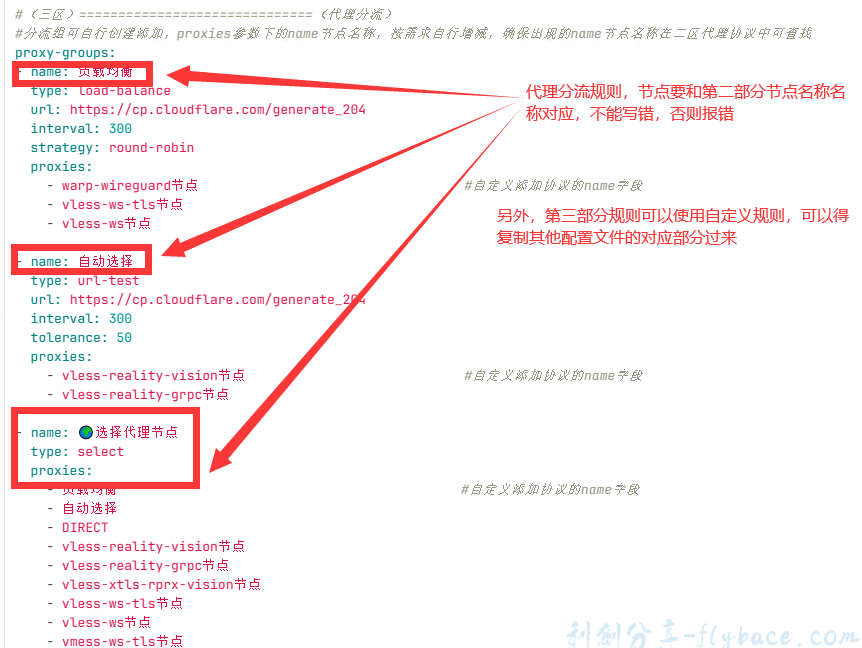 #（三区）==============================（代理分流）
#分流组可自行创建添加，proxies参数下的name节点名称，按需求自行增减，确保出现的name节点名称在二区代理协议中可查找
proxy-groups:
- name: 负载均衡
type: load-balance
url: https://cp.cloudflare.com/generate_204
interval: 300
strategy: round-robin
proxies:
- warp-wireguard节点 #自定义添加协议的name字段
- vless-ws-tls节点
- vless-ws节点
代理分流规则，节点要和第二部分节点名称名
称对应，不能写错，否则报错
另外，第三部分规则可以使用自定义规则，可以得
复制其他配置文件的对应部分过来
- name: 自动选择
type: url-test
url: https://cp.cloudflare.com/generate_204
interval: 300
tolerance: 50
proxies:
- vless-reality-vision节点 #自定义添加协议的name字段
- vless-reality-grpc节点
- name: 🌍选择代理节点
type: select
proxies:
- 负载均衡 #自定义添加协议的name字段
- 自动选择
- DIRECT
- vless-reality-vision节点
- vless-reality-grpc节点
- vless-xtls-rprx-vision节点
- vless-ws-tls节点
- vless-ws节点
- vmess-ws-tls节点
利剑分享-flybace.com